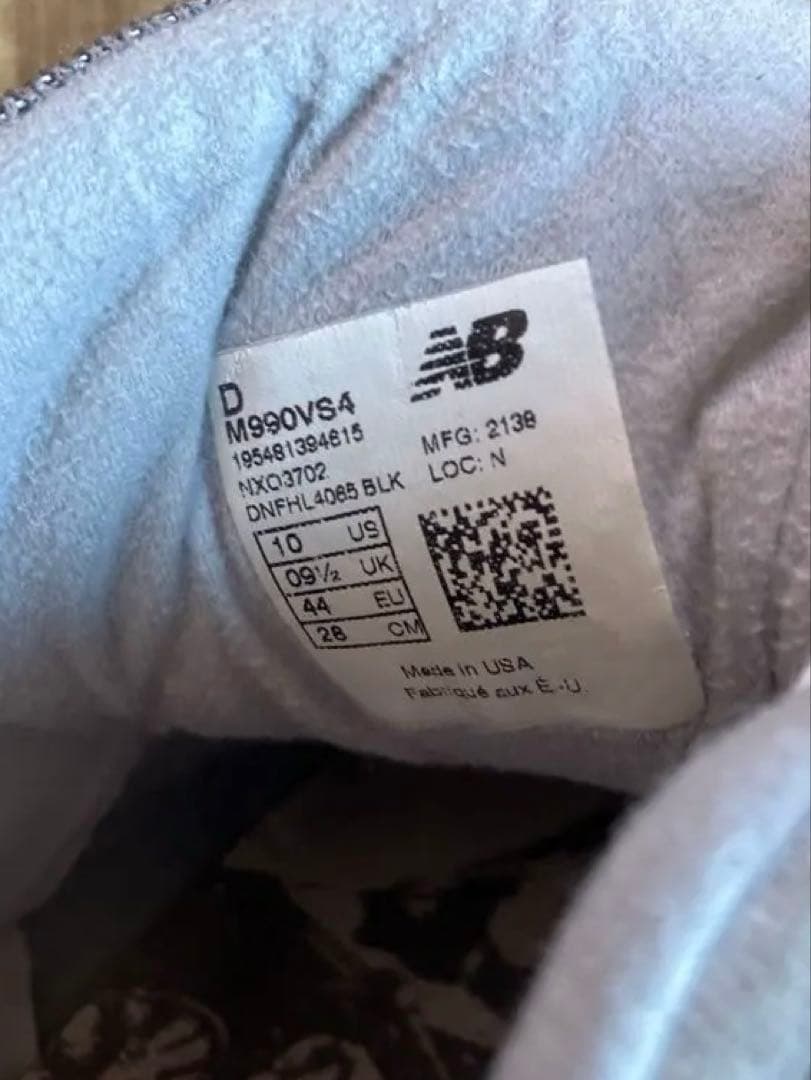 NB
D
M990VS4
195481394615
NXO3702
DNFHL4065 BLK
MFG: 2138
LOC: N
10 US
09½ UK
44 EU
28 CM
Made in USA
Fabriqué aux É.-U.